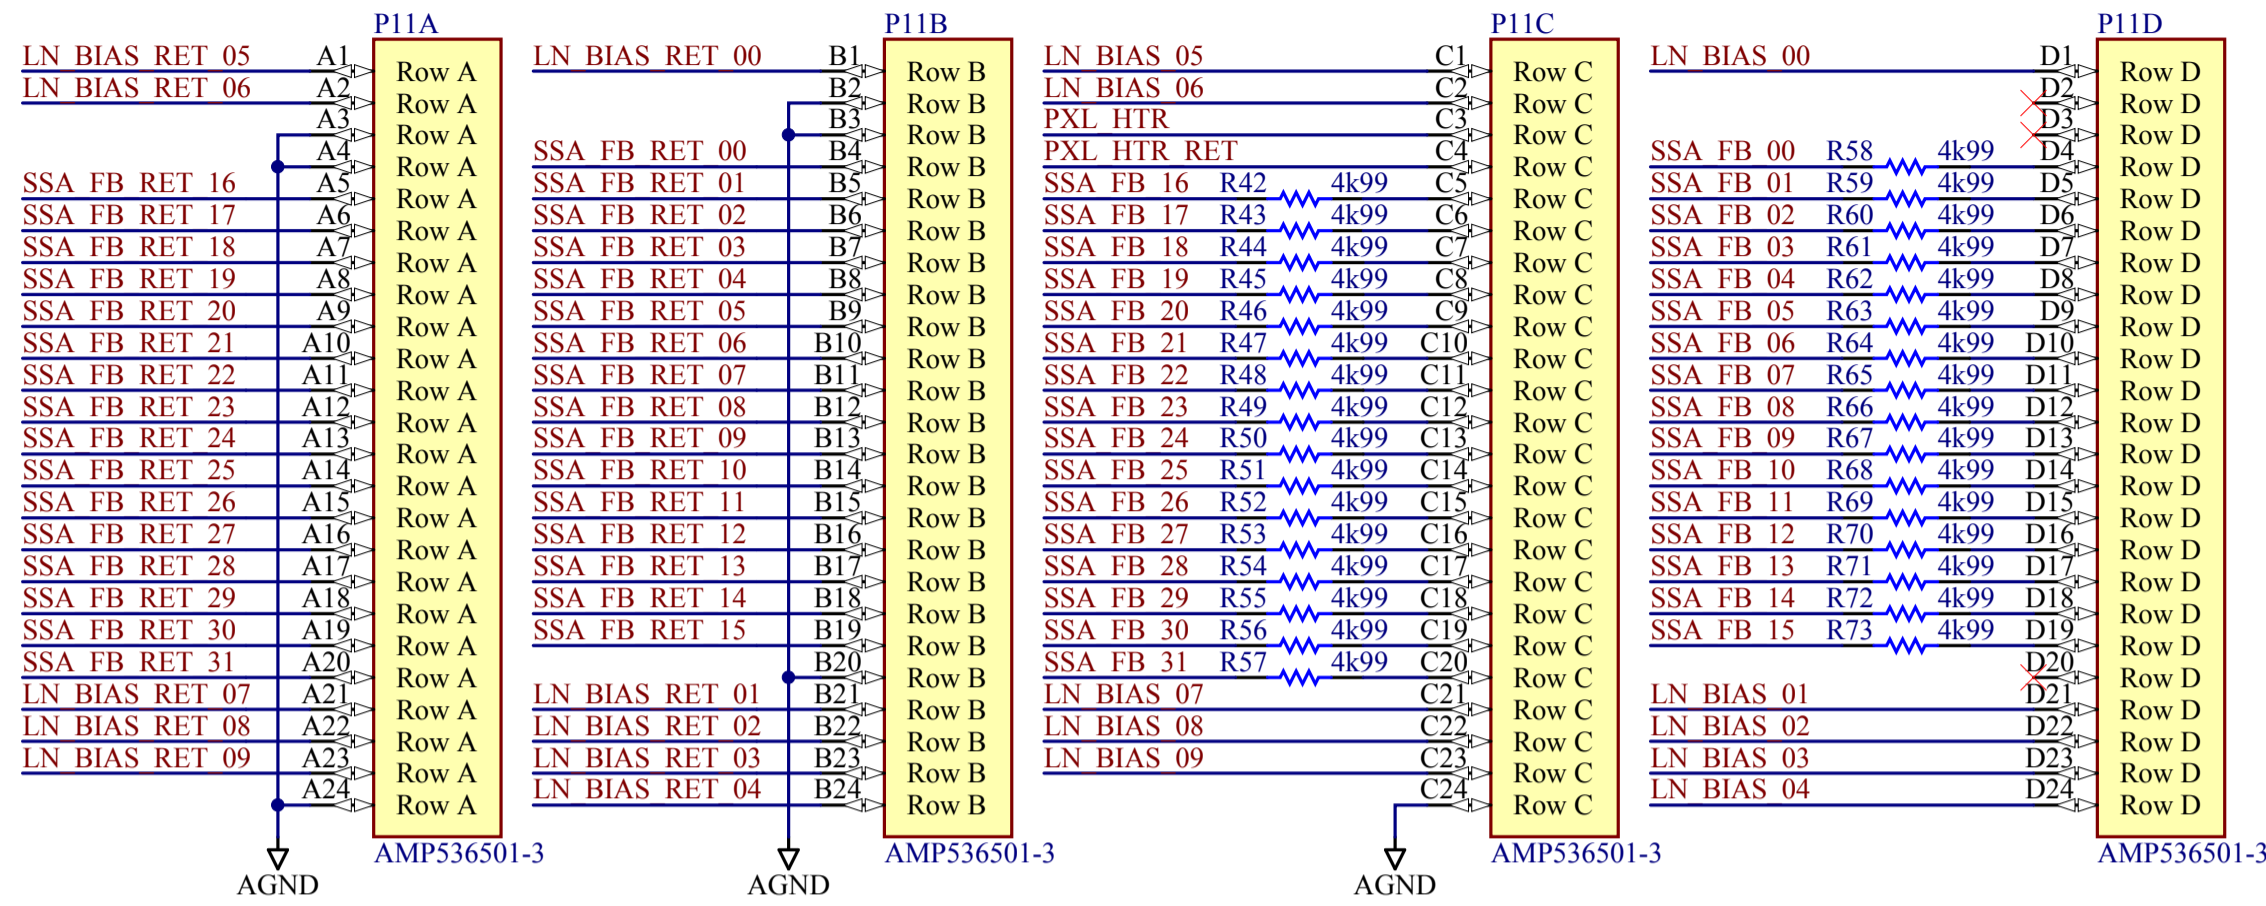 P11A
LN_BIAS_RET_05 A1 Row A
LN_BIAS_RET_06 A2 Row A
A3 Row A
A4 Row A
SSA_FB_RET_16 A5 Row A
SSA_FB_RET_17 A6 Row A
SSA_FB_RET_18 A7 Row A
SSA_FB_RET_19 A8 Row A
SSA_FB_RET_20 A9 Row A
SSA_FB_RET_21 A10 Row A
SSA_FB_RET_22 A11 Row A
SSA_FB_RET_23 A12 Row A
SSA_FB_RET_24 A13 Row A
SSA_FB_RET_25 A14 Row A
SSA_FB_RET_26 A15 Row A
SSA_FB_RET_27 A16 Row A
SSA_FB_RET_28 A17 Row A
SSA_FB_RET_29 A18 Row A
SSA_FB_RET_30 A19 Row A
SSA_FB_RET_31 A20 Row A
LN_BIAS_RET_07 A21 Row A
LN_BIAS_RET_08 A22 Row A
LN_BIAS_RET_09 A23 Row A
A24 Row A
AMP536501-3
AGND
P11B
LN_BIAS_RET_00 B1 Row B
B2 Row B
B3 Row B
SSA_FB_RET_00 B4 Row B
SSA_FB_RET_01 B5 Row B
SSA_FB_RET_02 B6 Row B
SSA_FB_RET_03 B7 Row B
SSA_FB_RET_04 B8 Row B
SSA_FB_RET_05 B9 Row B
SSA_FB_RET_06 B10 Row B
SSA_FB_RET_07 B11 Row B
SSA_FB_RET_08 B12 Row B
SSA_FB_RET_09 B13 Row B
SSA_FB_RET_10 B14 Row B
SSA_FB_RET_11 B15 Row B
SSA_FB_RET_12 B16 Row B
SSA_FB_RET_13 B17 Row B
SSA_FB_RET_14 B18 Row B
SSA_FB_RET_15 B19 Row B
B20 Row B
LN_BIAS_RET_01 B21 Row B
LN_BIAS_RET_02 B22 Row B
LN_BIAS_RET_03 B23 Row B
LN_BIAS_RET_04 B24 Row B
AMP536501-3
AGND
P11C
LN_BIAS_05 C1 Row C
LN_BIAS_06 C2 Row C
PXL_HTR C3 Row C
PXL_HTR_RET C4 Row C
SSA_FB_16 R42 4k99 C5 Row C
SSA_FB_17 R43 4k99 C6 Row C
SSA_FB_18 R44 4k99 C7 Row C
SSA_FB_19 R45 4k99 C8 Row C
SSA_FB_20 R46 4k99 C9 Row C
SSA_FB_21 R47 4k99 C10 Row C
SSA_FB_22 R48 4k99 C11 Row C
SSA_FB_23 R49 4k99 C12 Row C
SSA_FB_24 R50 4k99 C13 Row C
SSA_FB_25 R51 4k99 C14 Row C
SSA_FB_26 R52 4k99 C15 Row C
SSA_FB_27 R53 4k99 C16 Row C
SSA_FB_28 R54 4k99 C17 Row C
SSA_FB_29 R55 4k99 C18 Row C
SSA_FB_30 R56 4k99 C19 Row C
SSA_FB_31 R57 4k99 C20 Row C
LN_BIAS_07 C21 Row C
LN_BIAS_08 C22 Row C
LN_BIAS_09 C23 Row C
C24 Row C
AMP536501-3
AGND
P11D
LN_BIAS_00 D1 Row D
D2 Row D
D3 Row D
SSA_FB_00 R58 4k99 D4 Row D
SSA_FB_01 R59 4k99 D5 Row D
SSA_FB_02 R60 4k99 D6 Row D
SSA_FB_03 R61 4k99 D7 Row D
SSA_FB_04 R62 4k99 D8 Row D
SSA_FB_05 R63 4k99 D9 Row D
SSA_FB_06 R64 4k99 D10 Row D
SSA_FB_07 R65 4k99 D11 Row D
SSA_FB_08 R66 4k99 D12 Row D
SSA_FB_09 R67 4k99 D13 Row D
SSA_FB_10 R68 4k99 D14 Row D
SSA_FB_11 R69 4k99 D15 Row D
SSA_FB_12 R70 4k99 D16 Row D
SSA_FB_13 R71 4k99 D17 Row D
SSA_FB_14 R72 4k99 D18 Row D
SSA_FB_15 R73 4k99 D19 Row D
D20 Row D
LN_BIAS_01 D21 Row D
LN_BIAS_02 D22 Row D
LN_BIAS_03 D23 Row D
LN_BIAS_04 D24 Row D
AMP536501-3